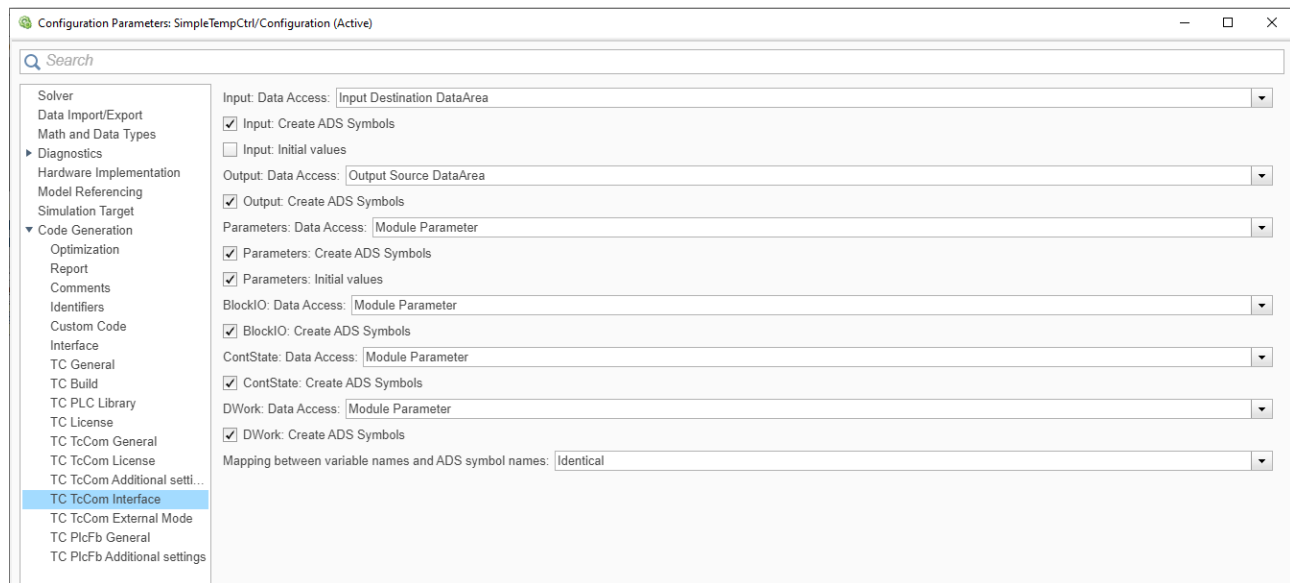 Configuration Parameters: SimpleTempCtrl/Configuration (Active)
Search
Solver
Data Import/Export
Math and Data Types
Diagnostics
Hardware Implementation
Model Referencing
Simulation Target
Code Generation
Optimization
Report
Comments
Identifiers
Custom Code
Interface
TC General
TC Build
TC PLC Library
TC License
TC TcCom General
TC TcCom License
TC TcCom Additional setti...
TC TcCom Interface
TC TcCom External Mode
TC PlcFb General
TC PlcFb Additional settings
Input: Data Access: Input Destination DataArea
Input: Create ADS Symbols
Input: Initial values
Output: Data Access: Output Source DataArea
Output: Create ADS Symbols
Parameters: Data Access: Module Parameter
Parameters: Create ADS Symbols
Parameters: Initial values
BlockIO: Data Access: Module Parameter
BlockIO: Create ADS Symbols
ContState: Data Access: Module Parameter
ContState: Create ADS Symbols
DWork: Data Access: Module Parameter
DWork: Create ADS Symbols
Mapping between variable names and ADS symbol names: Identical